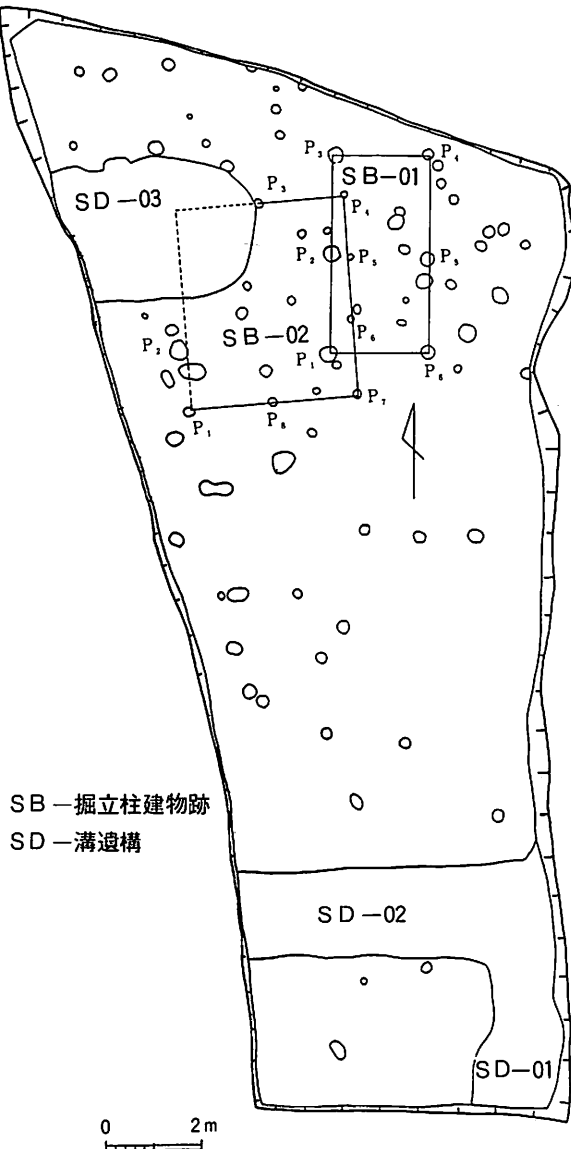 P₃
P₄
SB-01
SD-03
P₃
P₄
P₂
P₅
P₅
SB-02
P₆
P₂
P₁
P₆
P₁
P₈
P₇
SB-掘立柱建物跡
SD-溝遺構
SD-02
SD-01
0 2m